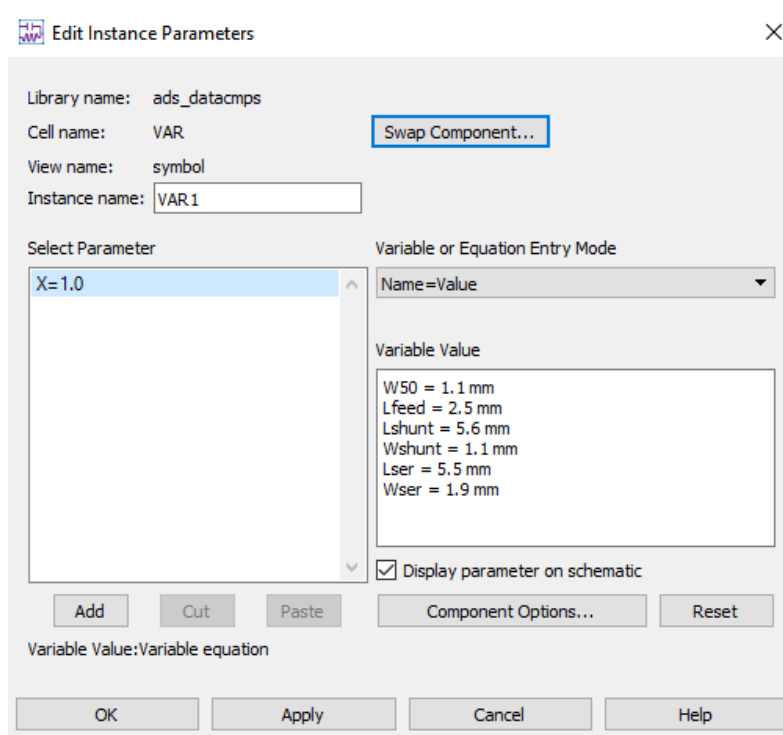 Edit Instance Parameters
Library name: ads_datacmps
Cell name: VAR
Swap Component...
View name: symbol
Instance name: VAR1
Select Parameter
X=1.0
Variable or Equation Entry Mode
Name=Value
Variable Value
W50 = 1.1 mm
Lfeed = 2.5 mm
Lshunt = 5.6 mm
Wshunt = 1.1 mm
Lser = 5.5 mm
Wser = 1.9 mm
Display parameter on schematic
Add
Cut
Paste
Component Options...
Reset
Variable Value:Variable equation
OK
Apply
Cancel
Help